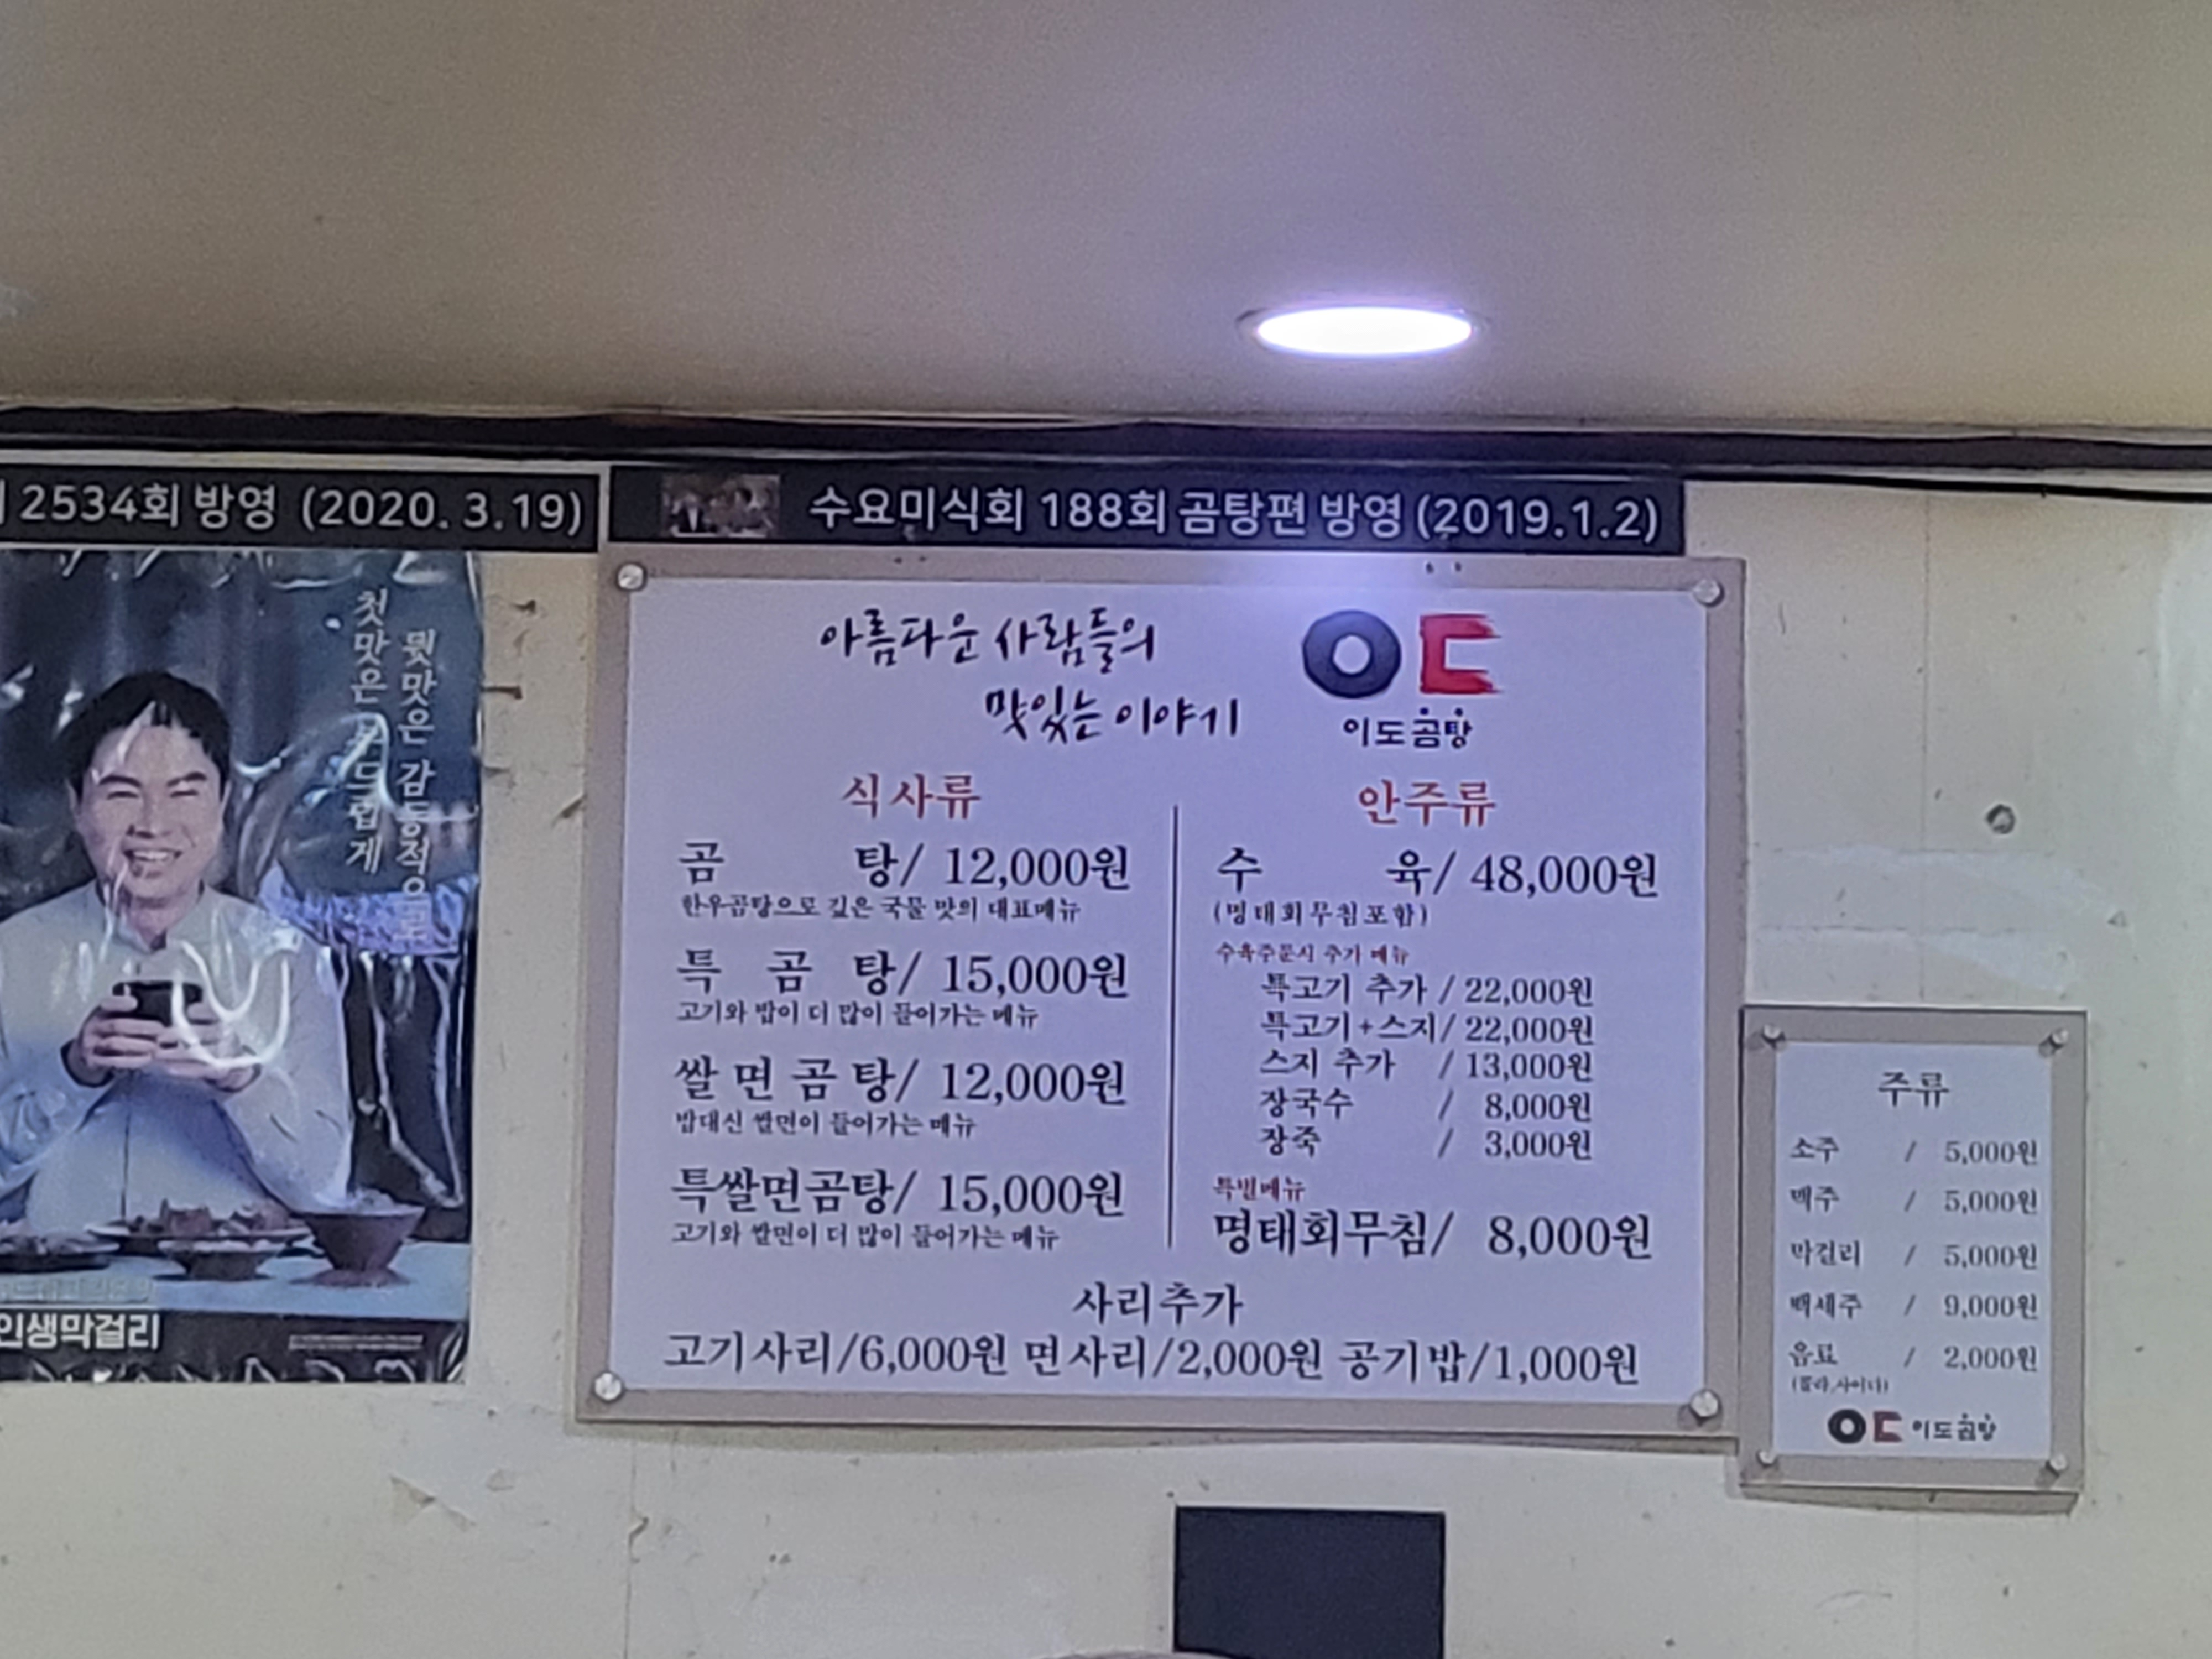 2534회 방영 (2020. 3.19)
수요미식회 188회 곰탕편 방영 (2019.1.2)
첫맛은 부드럽게
뒷맛은 감동적으로
인생막걸리
아름다운 사람들의
맛있는 이야기
이도곰탕
식사류
곰 탕/ 12,000원
한우곰탕으로 깊은 국물 맛의 대표메뉴
특 곰 탕/ 15,000원
고기와 밥이 더 많이 들어가는 메뉴
쌀 면 곰 탕/ 12,000원
밥대신 쌀면이 들어가는 메뉴
특쌀면곰탕/ 15,000원
고기와 쌀면이 더 많이 들어가는 메뉴
안주류
수 육/ 48,000원
(명태회무침포함)
수육주문시 추가 메뉴
특고기 추가 / 22,000원
특고기+스지/ 22,000원
스지 추가 / 13,000원
장국수 / 8,000원
장죽 / 3,000원
특별메뉴
명태회무침/ 8,000원
사리추가
고기사리/6,000원 면사리/2,000원 공기밥/1,000원
주류
소주 / 5,000원
맥주 / 5,000원
막걸리 / 5,000원
백세주 / 9,000원
음료 / 2,000원
(콜라,사이다)
이도곰탕